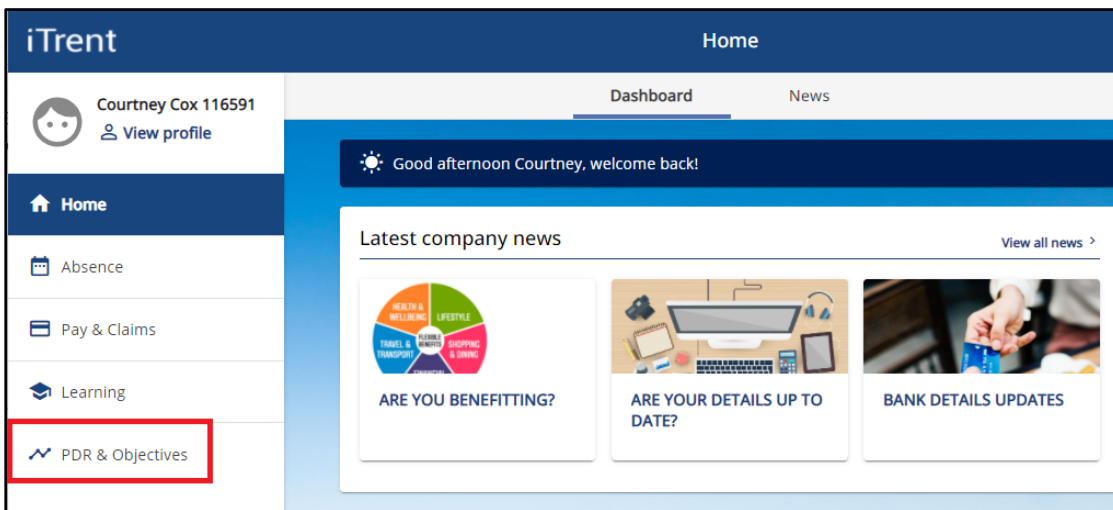 iTrent
Home
Courtney Cox 116591
View profile
Dashboard
News
Good afternoon Courtney, welcome back!
Home
Absence
Pay & Claims
Learning
PDR & Objectives
Latest company news
View all news >
HEALTH &
WELLBEING
LIFESTYLE
TRAVEL &
TRANSPORT
FLEXIBLE
BENEFITS
SHOPPING
& DINING
FINANCIAL
ARE YOU BENEFITTING?
ARE YOUR DETAILS UP TO
DATE?
BANK DETAILS UPDATES